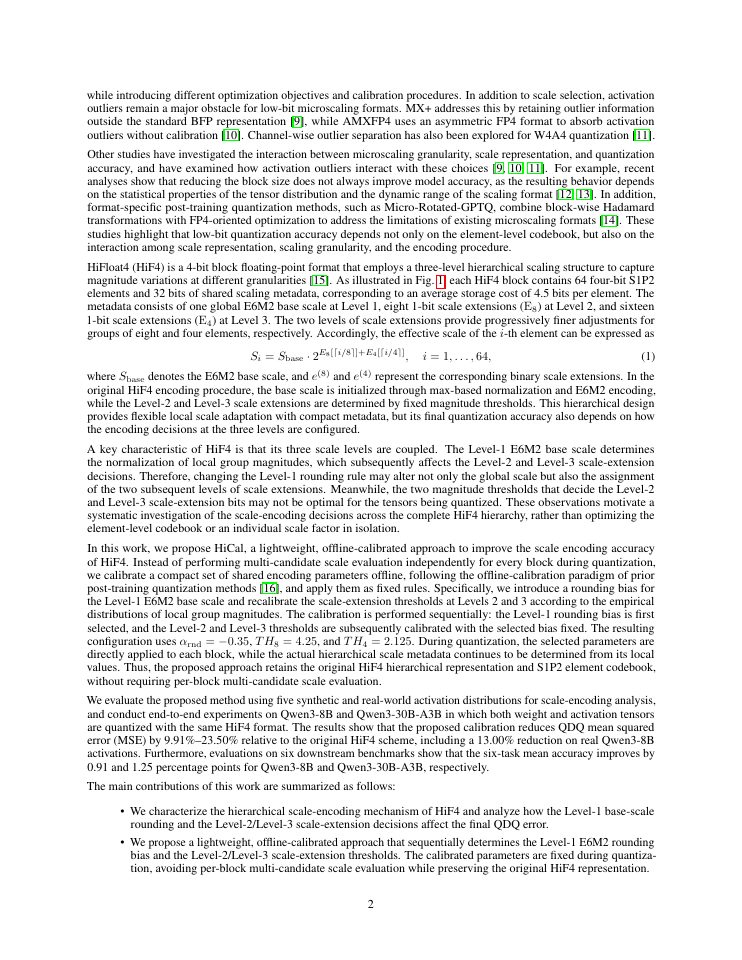 while introducing different optimization objectives and calibration procedures. In addition to scale selection, activation
outliers remain a major obstacle for low-bit microscaling formats. MX+ addresses this by retaining outlier information
outside the standard BFP representation [9], while AMXFP4 uses an asymmetric FP4 format to absorb activation
outliers without calibration [10]. Channel-wise outlier separation has also been explored for W4A4 quantization [11].
Other studies have investigated the interaction between microscaling granularity, scale representation, and quantization
accuracy, and have examined how activation outliers interact with these choices [9, 10, 11]. For example, recent
analyses show that reducing the block size does not always improve model accuracy, as the resulting behavior depends
on the statistical properties of the tensor distribution and the dynamic range of the scaling format [12, 13]. In addition,
format-specific post-training quantization methods, such as Micro-Rotated-GPTQ, combine block-wise Hadamard
transformations with FP4-oriented optimization to address the limitations of existing microscaling formats [14]. These
studies highlight that low-bit quantization accuracy depends not only on the element-level codebook, but also on the
interaction among scale representation, scaling granularity, and the encoding procedure.
HiFloat4 (HiF4) is a 4-bit block floating-point format that employs a three-level hierarchical scaling structure to capture
magnitude variations at different granularities [15]. As illustrated in Fig. 1, each HiF4 block contains 64 four-bit S1P2
elements and 32 bits of shared scaling metadata, corresponding to an average storage cost of 4.5 bits per element. The
metadata consists of one global E6M2 base scale at Level 1, eight 1-bit scale extensions (E₈) at Level 2, and sixteen
1-bit scale extensions (E₄) at Level 3. The two levels of scale extensions provide progressively finer adjustments for
groups of eight and four elements, respectively. Accordingly, the effective scale of the i-th element can be expressed as
S_i = S_base · 2^{E₈[⌈i/8⌉]+E₄[⌈i/4⌉]}, i = 1, . . . , 64, (1)
where S_base denotes the E6M2 base scale, and e^(8) and e^(4) represent the corresponding binary scale extensions. In the
original HiF4 encoding procedure, the base scale is initialized through max-based normalization and E6M2 encoding,
while the Level-2 and Level-3 scale extensions are determined by fixed magnitude thresholds. This hierarchical design
provides flexible local scale adaptation with compact metadata, but its final quantization accuracy also depends on how
the encoding decisions at the three levels are configured.
A key characteristic of HiF4 is that its three scale levels are coupled. The Level-1 E6M2 base scale determines
the normalization of local group magnitudes, which subsequently affects the Level-2 and Level-3 scale-extension
decisions. Therefore, changing the Level-1 rounding rule may alter not only the global scale but also the assignment
of the two subsequent levels of scale extensions. Meanwhile, the two magnitude thresholds that decide the Level-2
and Level-3 scale-extension bits may not be optimal for the tensors being quantized. These observations motivate a
systematic investigation of the scale-encoding decisions across the complete HiF4 hierarchy, rather than optimizing the
element-level codebook or an individual scale factor in isolation.
In this work, we propose HiCal, a lightweight, offline-calibrated approach to improve the scale encoding accuracy
of HiF4. Instead of performing multi-candidate scale evaluation independently for every block during quantization,
we calibrate a compact set of shared encoding parameters offline, following the offline-calibration paradigm of prior
post-training quantization methods [16], and apply them as fixed rules. Specifically, we introduce a rounding bias for
the Level-1 E6M2 base scale and recalibrate the scale-extension thresholds at Levels 2 and 3 according to the empirical
distributions of local group magnitudes. The calibration is performed sequentially: the Level-1 rounding bias is first
selected, and the Level-2 and Level-3 thresholds are subsequently calibrated with the selected bias fixed. The resulting
configuration uses α_rnd = −0.35, TH₈ = 4.25, and TH₄ = 2.125. During quantization, the selected parameters are
directly applied to each block, while the actual hierarchical scale metadata continues to be determined from its local
values. Thus, the proposed approach retains the original HiF4 hierarchical representation and S1P2 element codebook,
without requiring per-block multi-candidate scale evaluation.
We evaluate the proposed method using five synthetic and real-world activation distributions for scale-encoding analysis,
and conduct end-to-end experiments on Qwen3-8B and Qwen3-30B-A3B in which both weight and activation tensors
are quantized with the same HiF4 format. The results show that the proposed calibration reduces QDQ mean squared
error (MSE) by 9.91%–23.50% relative to the original HiF4 scheme, including a 13.00% reduction on real Qwen3-8B
activations. Furthermore, evaluations on six downstream benchmarks show that the six-task mean accuracy improves by
0.91 and 1.25 percentage points for Qwen3-8B and Qwen3-30B-A3B, respectively.
The main contributions of this work are summarized as follows:
• We characterize the hierarchical scale-encoding mechanism of HiF4 and analyze how the Level-1 base-scale
rounding and the Level-2/Level-3 scale-extension decisions affect the final QDQ error.
• We propose a lightweight, offline-calibrated approach that sequentially determines the Level-1 E6M2 rounding
bias and the Level-2/Level-3 scale-extension thresholds. The calibrated parameters are fixed during quantiza-
tion, avoiding per-block multi-candidate scale evaluation while preserving the original HiF4 representation.
2